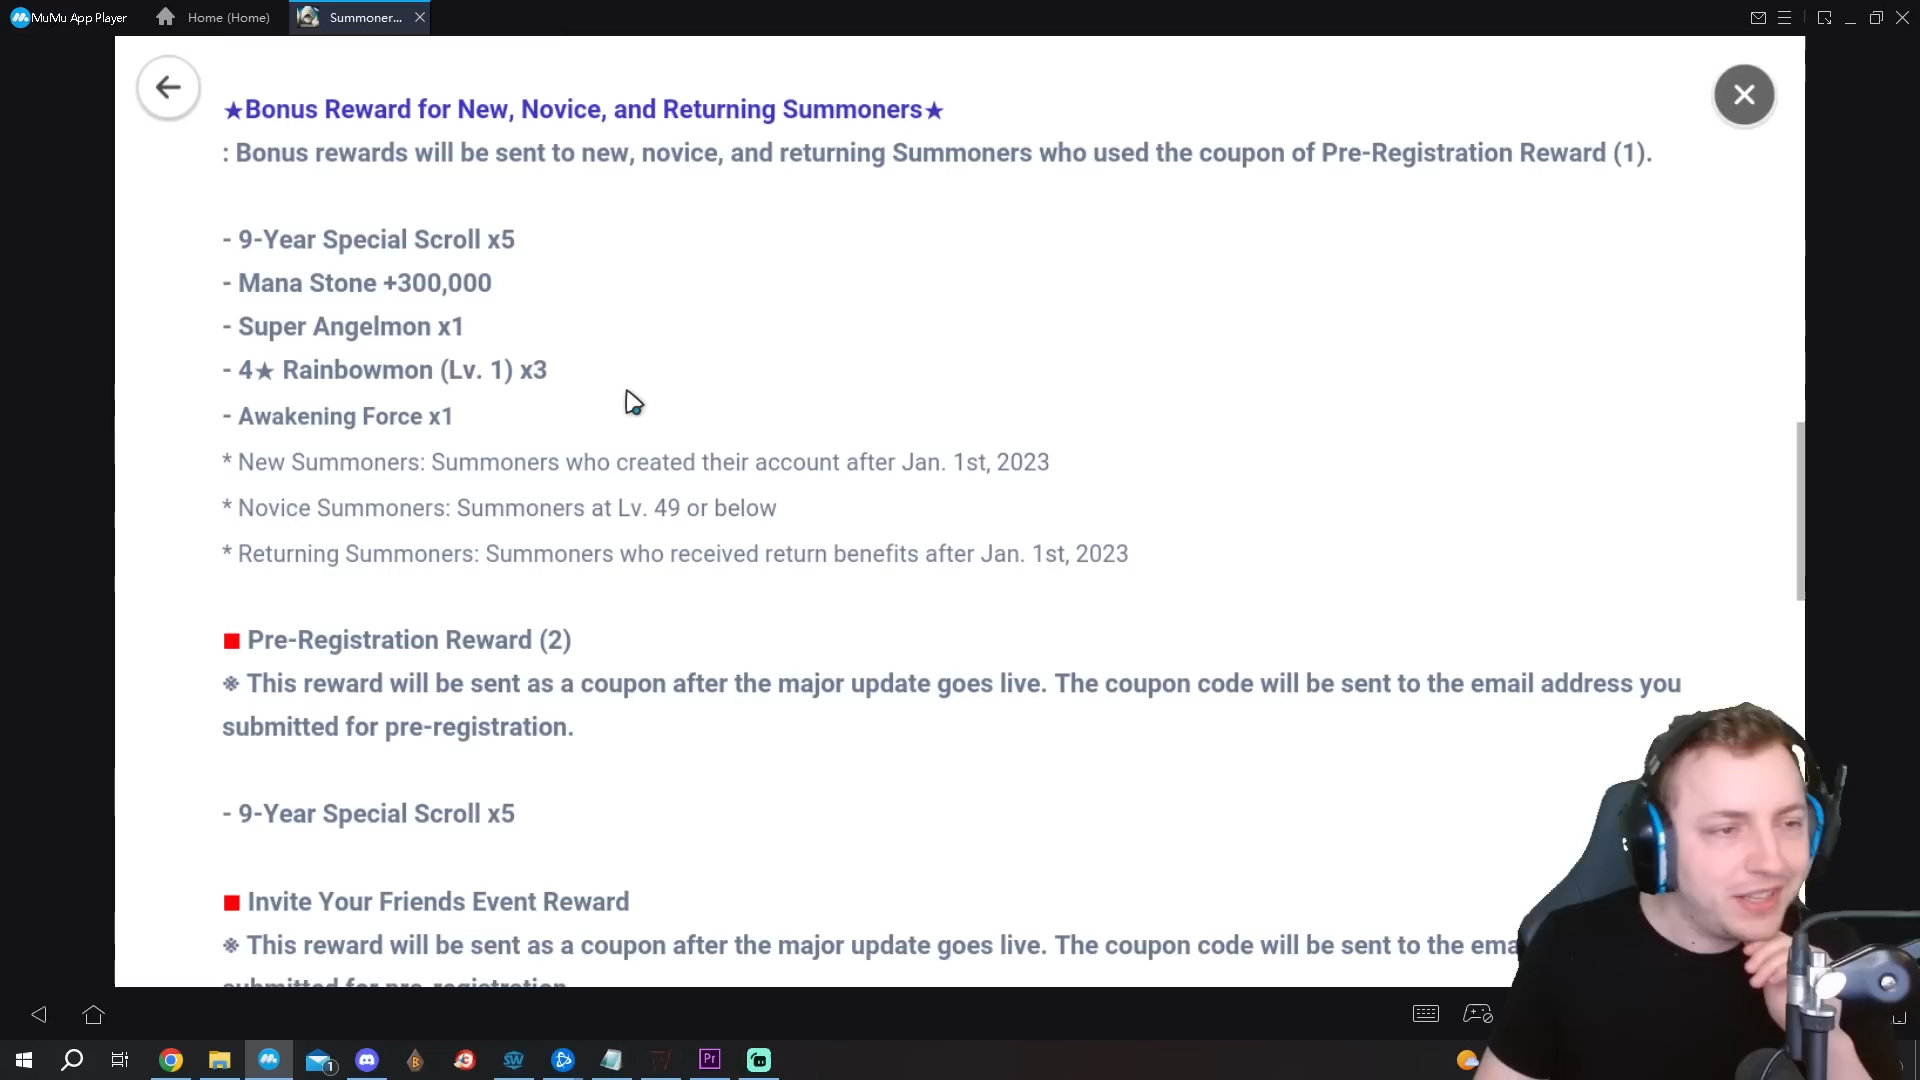 MuMu App Player
Home (Home)
Summoner...
★Bonus Reward for New, Novice, and Returning Summoners★
: Bonus rewards will be sent to new, novice, and returning Summoners who used the coupon of Pre-Registration Reward (1).
- 9-Year Special Scroll x5
- Mana Stone +300,000
- Super Angelmon x1
- 4★ Rainbowmon (Lv. 1) x3
- Awakening Force x1
* New Summoners: Summoners who created their account after Jan. 1st, 2023
* Novice Summoners: Summoners at Lv. 49 or below
* Returning Summoners: Summoners who received return benefits after Jan. 1st, 2023
■ Pre-Registration Reward (2)
※ This reward will be sent as a coupon after the major update goes live. The coupon code will be sent to the email address you
submitted for pre-registration.
- 9-Year Special Scroll x5
■ Invite Your Friends Event Reward
※ This reward will be sent as a coupon after the major update goes live. The coupon code will be sent to the ema
submitted for pre-registration
1
B
SW
Pr